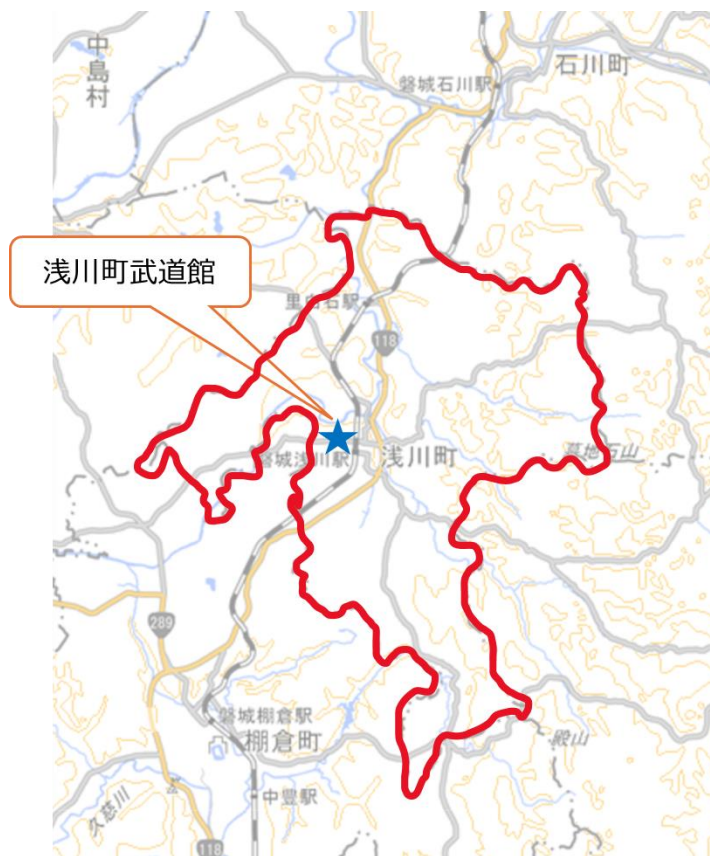 中島村
磐城石川駅
石川町
浅川町武道館
里白石駅
118
磐城浅川駅
浅川町
墓地石山
289
磐城棚倉駅
棚倉町
殿山
中豊駅
久慈川
118